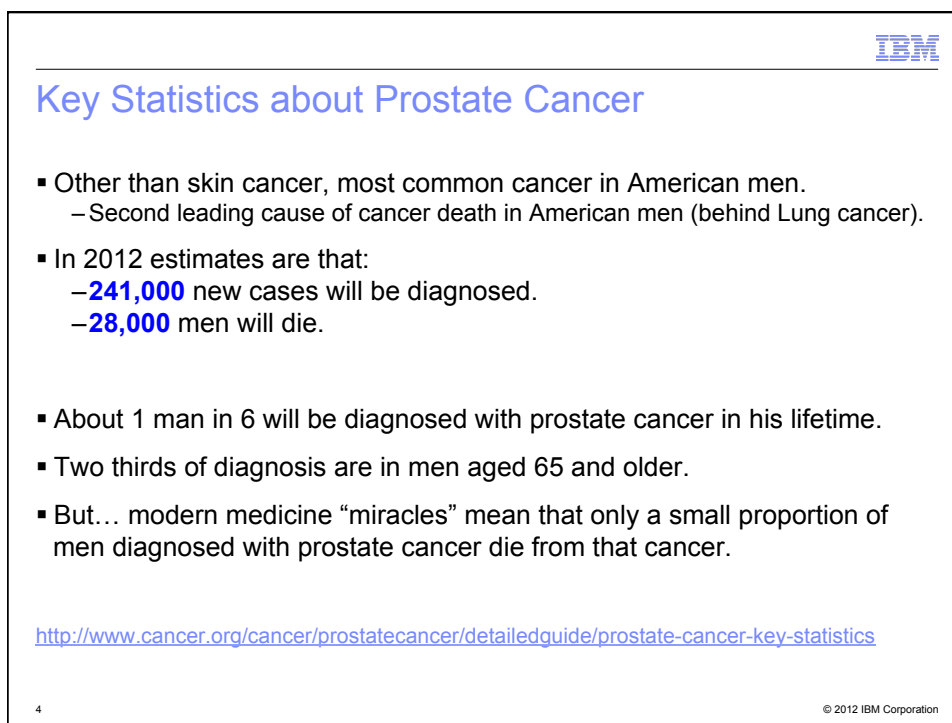 IBM
Key Statistics about Prostate Cancer
▪ Other than skin cancer, most common cancer in American men.
–Second leading cause of cancer death in American men (behind Lung cancer).
▪ In 2012 estimates are that:
–241,000 new cases will be diagnosed.
–28,000 men will die.
▪ About 1 man in 6 will be diagnosed with prostate cancer in his lifetime.
▪ Two thirds of diagnosis are in men aged 65 and older.
▪ But… modern medicine “miracles” mean that only a small proportion of
men diagnosed with prostate cancer die from that cancer.
http://www.cancer.org/cancer/prostatecancer/detailedguide/prostate-cancer-key-statistics
4 © 2012 IBM Corporation